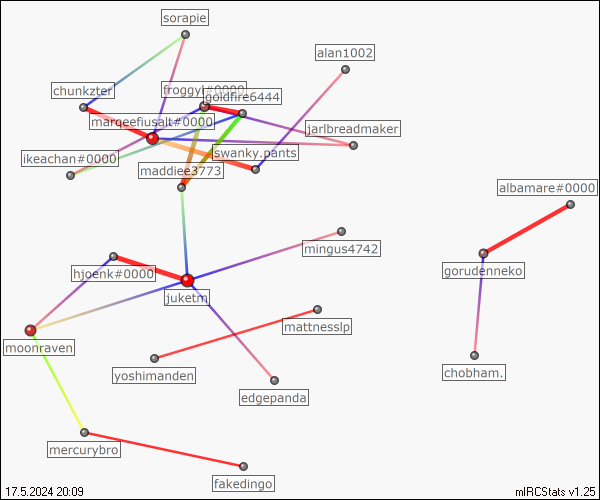 sorapie
alan1002
chunkzter
froggyl#0000
goldfire6444
marqeefiusalt#0000
jarlbreadmaker
swanky.pants
ikeachan#0000
maddiee3773
albamare#0000
mingus4742
hjoenk#0000
gorudenneko
juketm
mattnesslp
moonraven
yoshimanden
chobham.
edgepanda
mercurybro
fakedingo
17.5.2024 20:09
mIRCStats v1.25